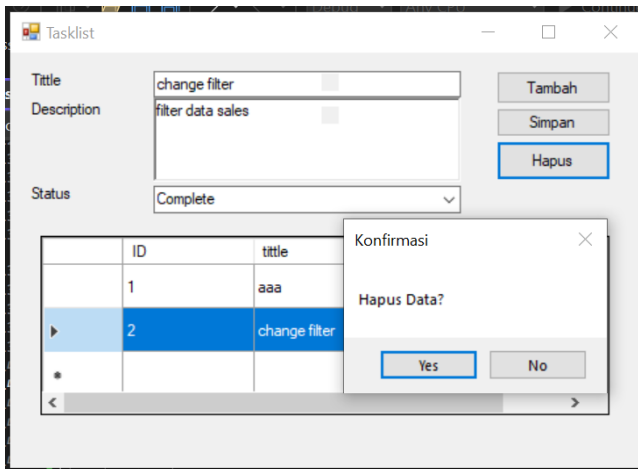 Tasklist
Tittle
change filter
Tambah
Description
filter data sales
Simpan
Hapus
Status
Complete
Konfirmasi
ID tittle
1 aaa
Hapus Data?
2 change filter
Yes No